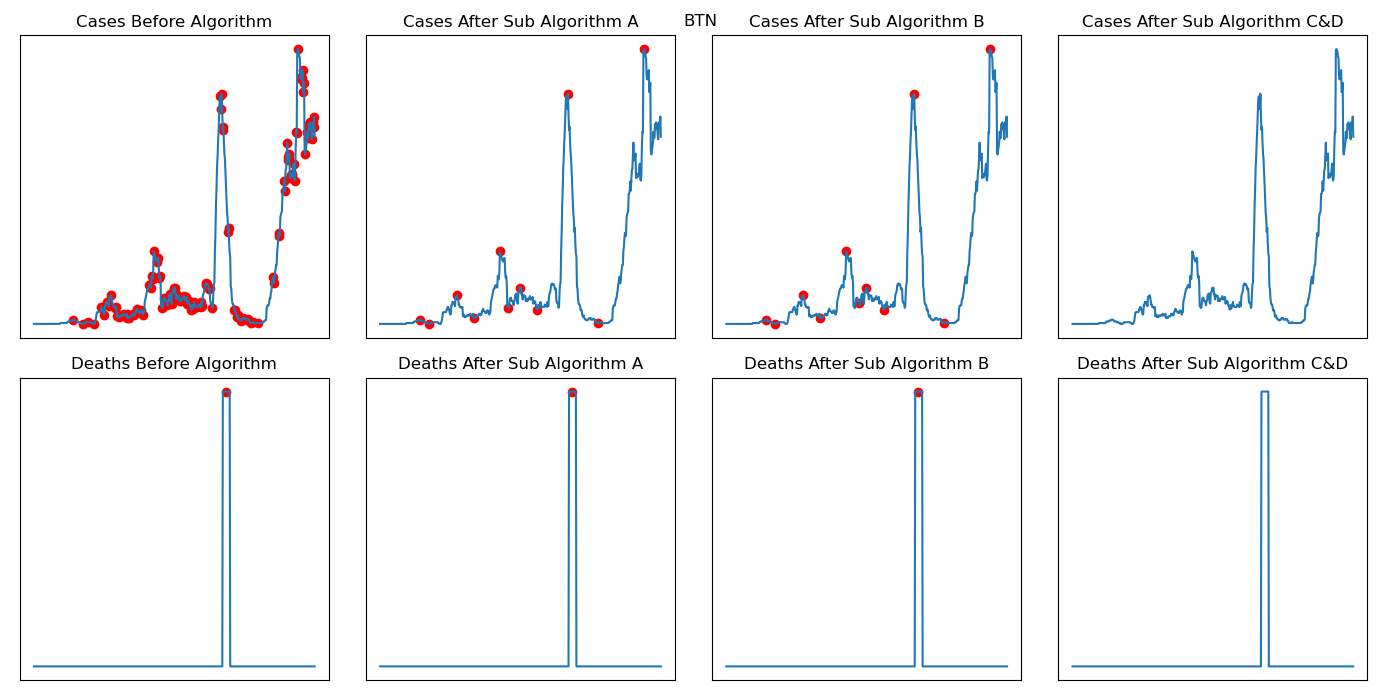 BTN
Cases Before Algorithm
Cases After Sub Algorithm A
Cases After Sub Algorithm B
Cases After Sub Algorithm C&D
Deaths Before Algorithm
Deaths After Sub Algorithm A
Deaths After Sub Algorithm B
Deaths After Sub Algorithm C&D